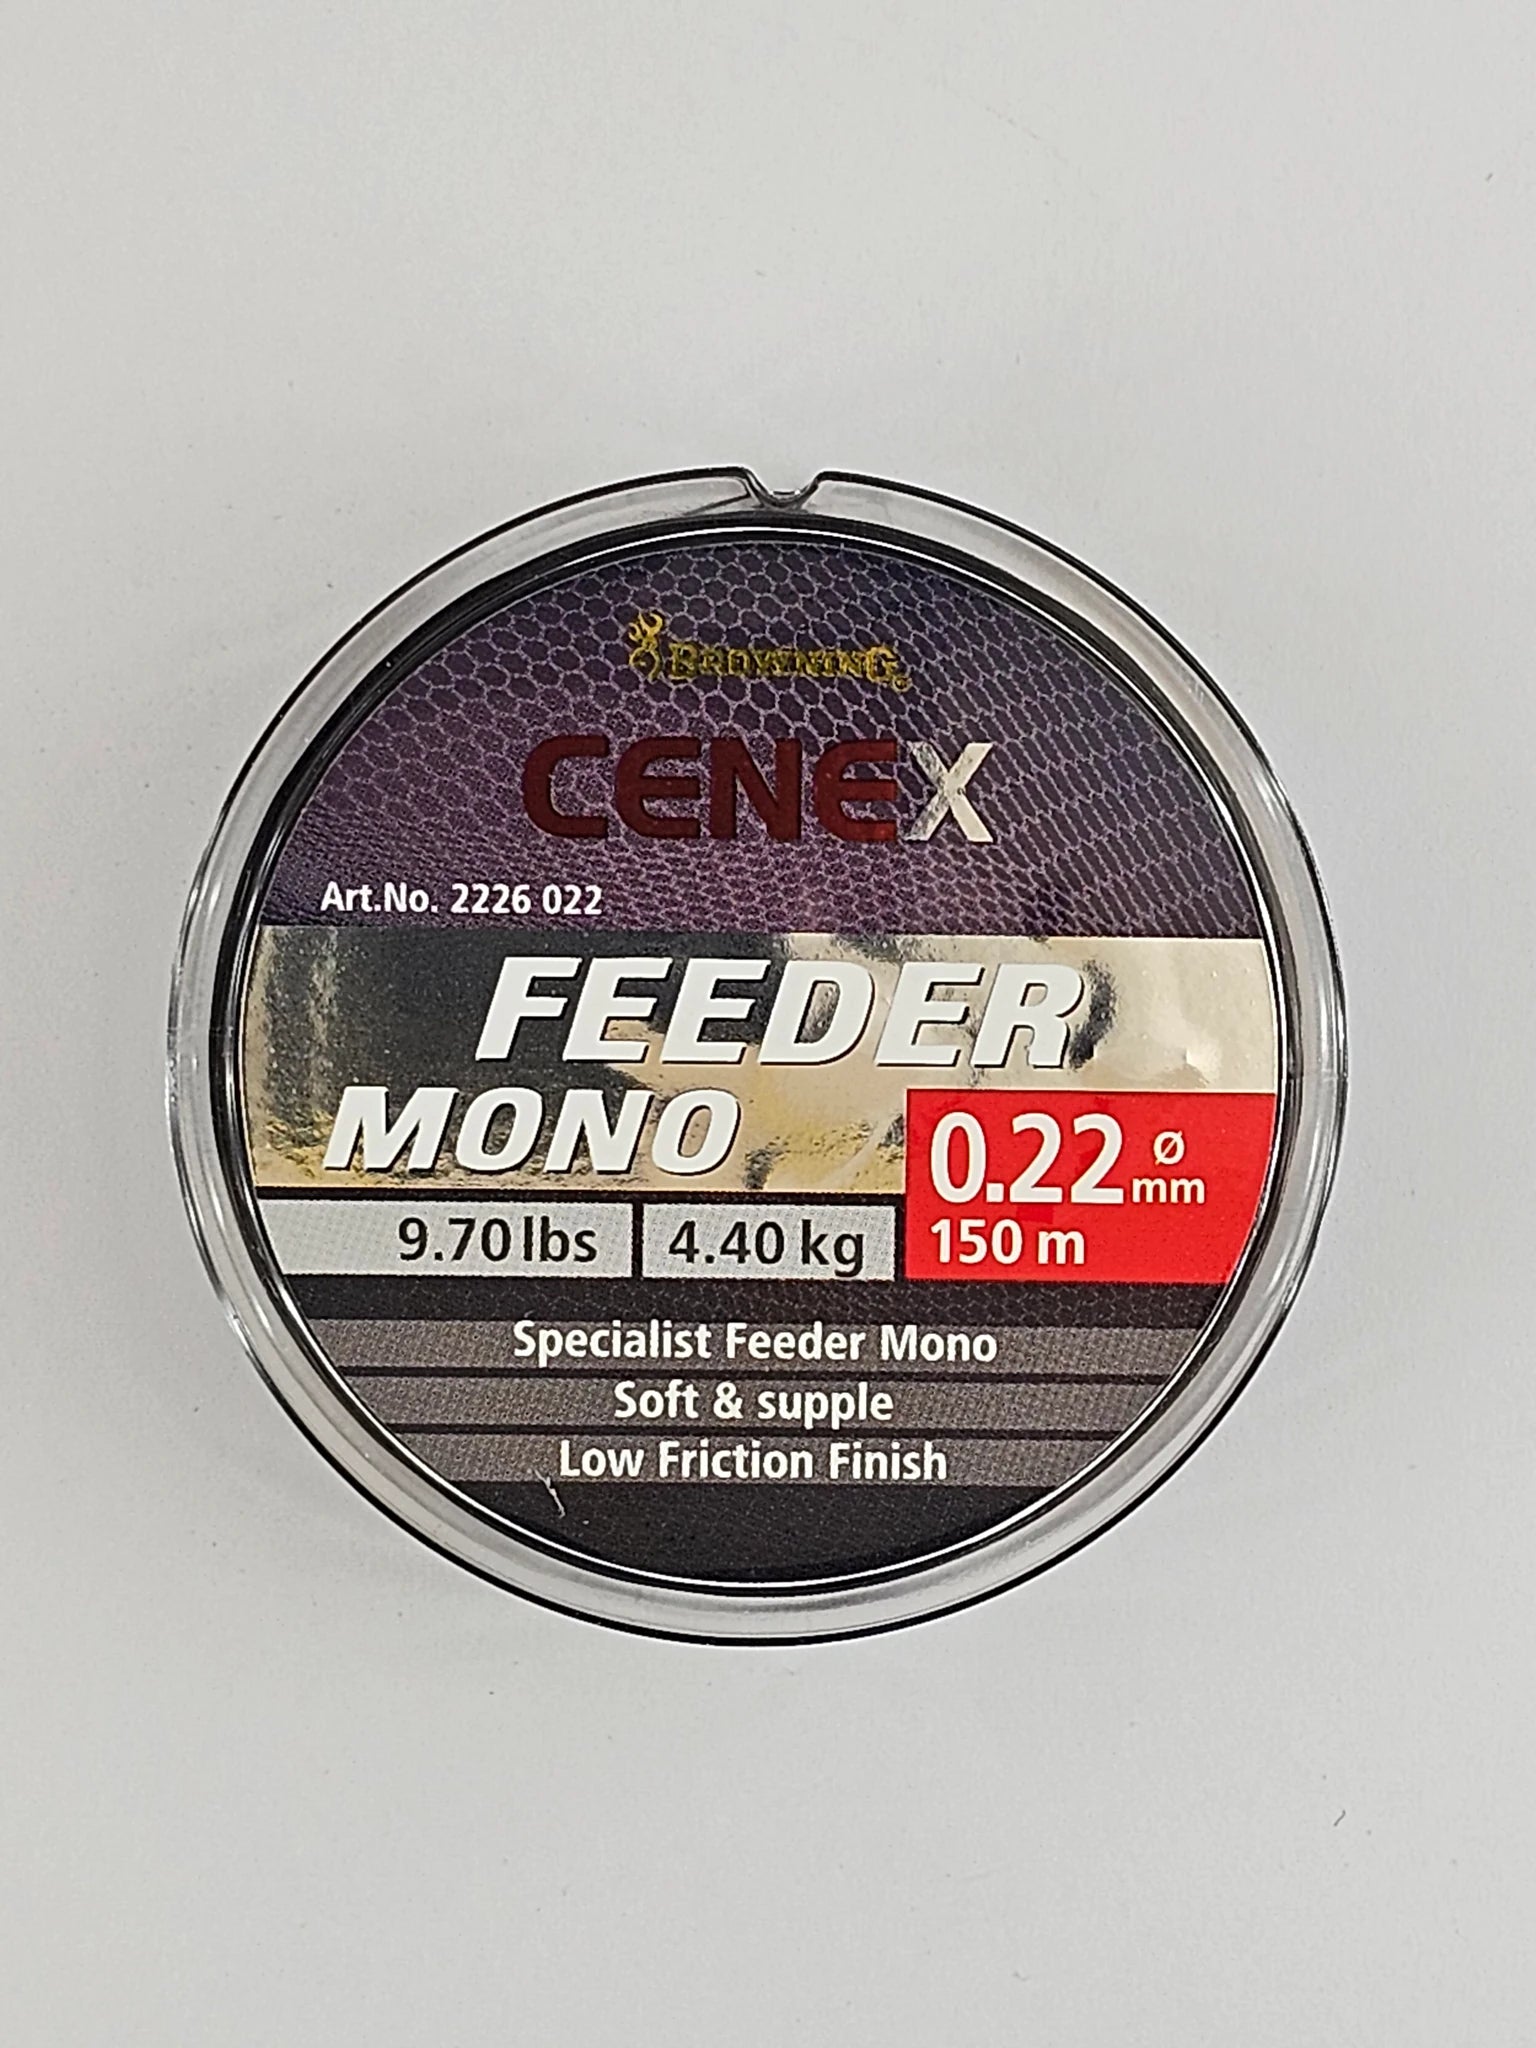 BROWNING
CENEX
Art.No. 2226 022
FEEDER
MONO
0.22 ø mm
150 m
9.70 lbs 4.40 kg
Specialist Feeder Mono
Soft & supple
Low Friction Finish